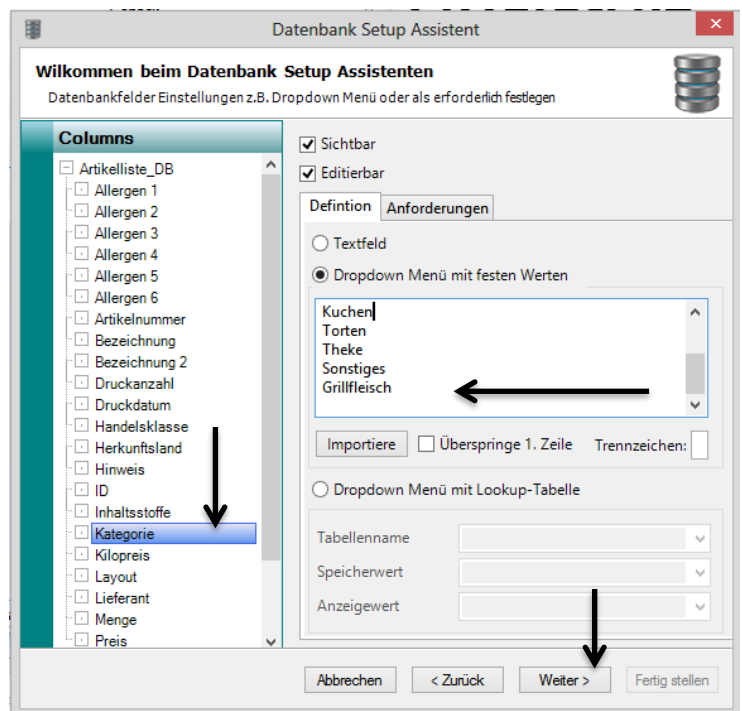 Datenbank Setup Assistent
Wilkommen beim Datenbank Setup Assistenten
Datenbankfelder Einstellungen z.B. Dropdown Menü oder als erforderlich festlegen
Columns
Artikelliste_DB
Allergen 1
Allergen 2
Allergen 3
Allergen 4
Allergen 5
Allergen 6
Artikelnummer
Bezeichnung
Bezeichnung 2
Druckanzahl
Druckdatum
Handelsklasse
Herkunftsland
Hinweis
ID
Inhaltsstoffe
Kategorie
Kilopreis
Layout
Lieferant
Menge
Preis
Sichtbar
Editierbar
Defintion Anforderungen
Textfeld
Dropdown Menü mit festen Werten
Kuchen
Torten
Theke
Sonstiges
Grillfleisch
Importiere Überspringe 1. Zeile Trennzeichen:
Dropdown Menü mit Lookup-Tabelle
Tabellenname
Speicherwert
Anzeigewert
Abbrechen < Zurück Weiter > Fertig stellen